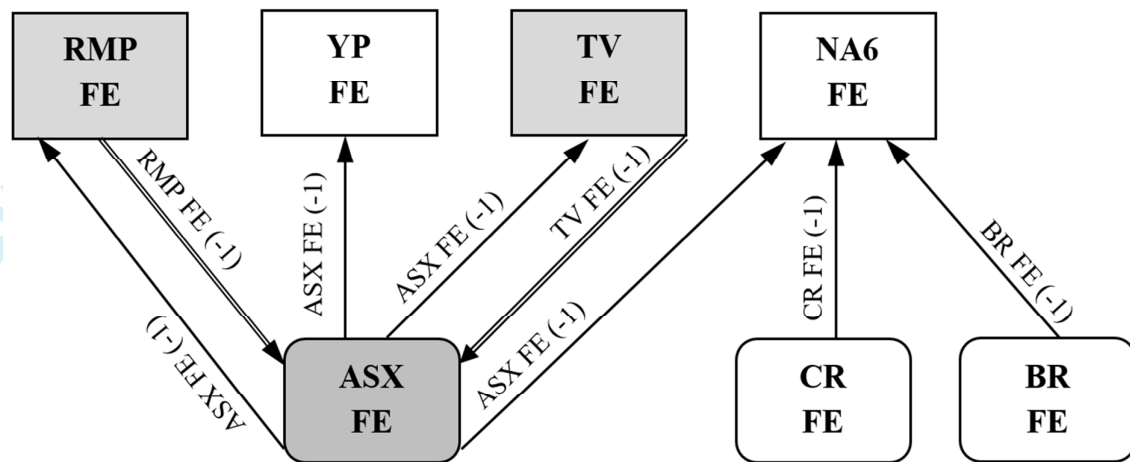 RMP
FE
YP
FE
TV
FE
NA6
FE
RMP FE (-1)
ASX FE (-1)
ASX FE (-1)
ASX FE (-1)
TV FE (-1)
ASX FE (-1)
CR FE (-1)
BR FE (-1)
ASX
FE
CR
FE
BR
FE